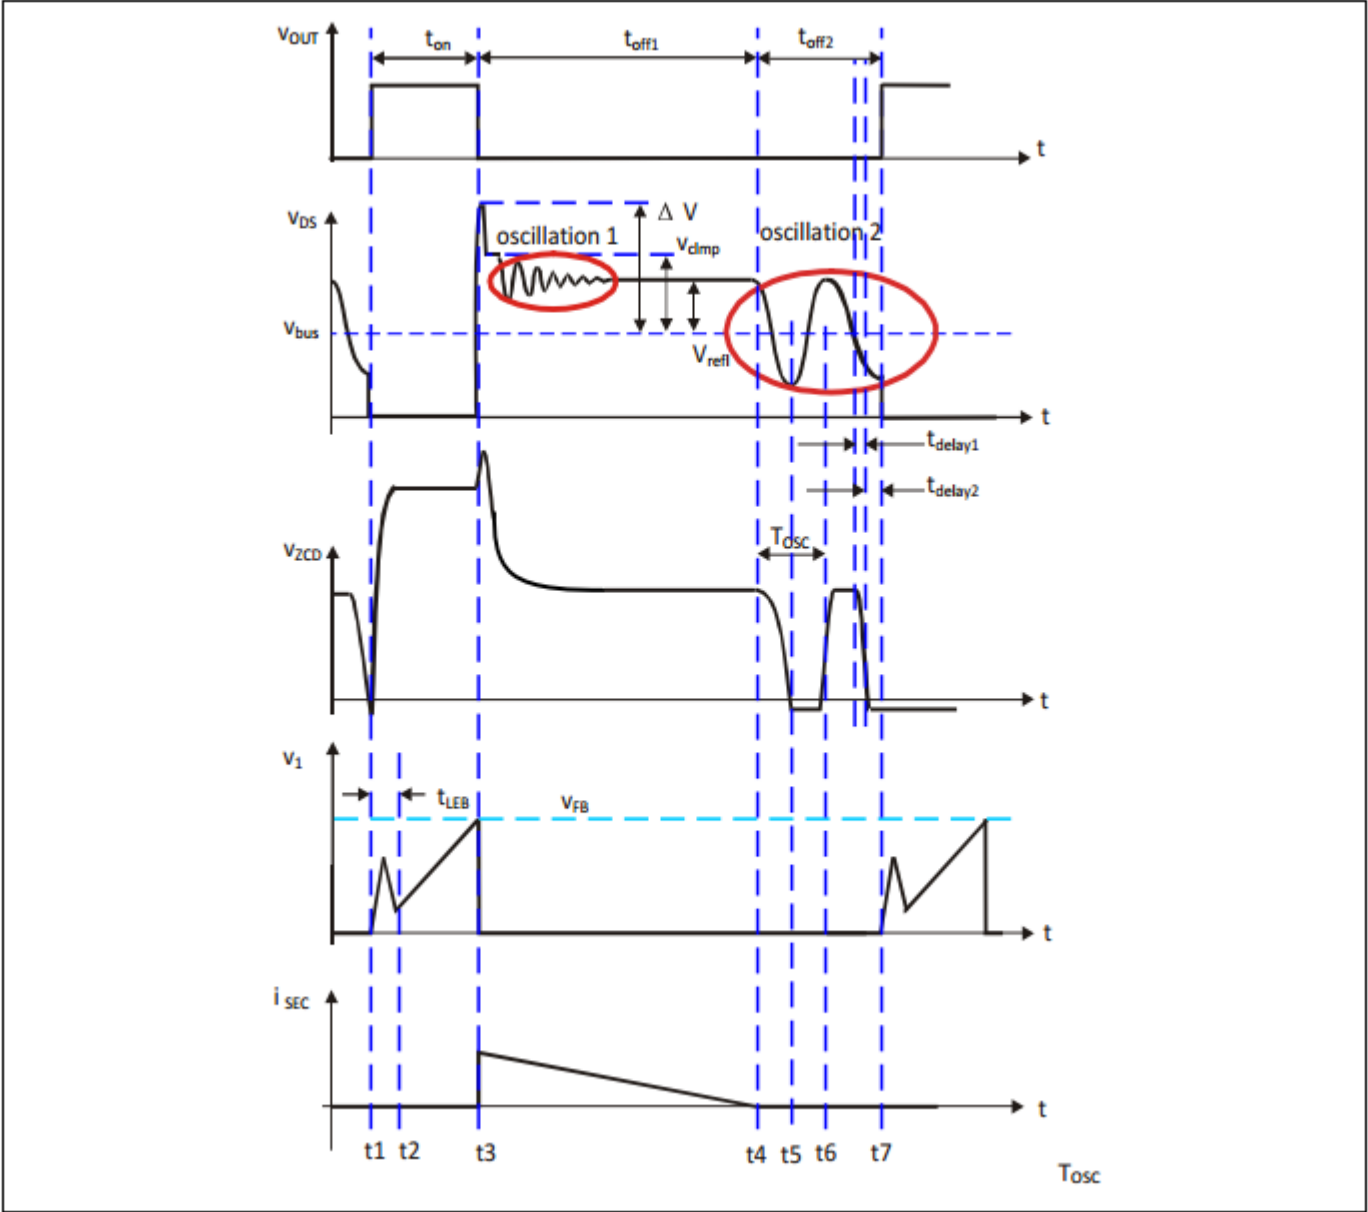 vOUT
ton
toff1
toff2
t
vDS
Δ V
oscillation 1
vclmp
oscillation 2
vbus
Vrefl
t
tdelay1
tdelay2
vZCD
TOSC
t
v1
tLEB
vFB
t
i SEC
t
t1 t2 t3 t4 t5 t6 t7
TOSC